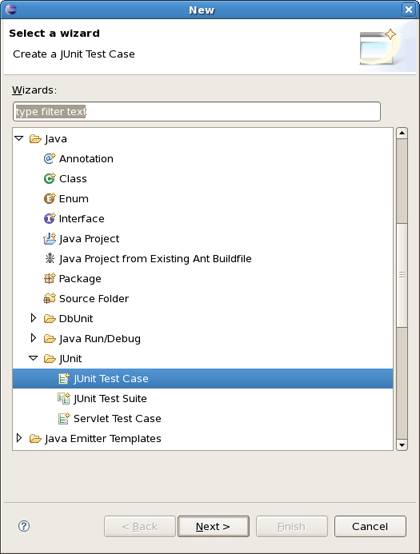 New
Select a wizard
Create a JUnit Test Case
Wizards:
type filter text
Java
Annotation
Class
Enum
Interface
Java Project
Java Project from Existing Ant Buildfile
Package
Source Folder
DbUnit
Java Run/Debug
JUnit
JUnit Test Case
JUnit Test Suite
Servlet Test Case
Java Emitter Templates
? < Back Next > Finish Cancel